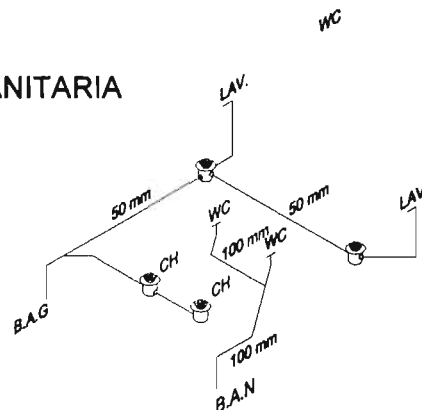 WC
ANITARIA
LAV.
50 mm
WC
50 mm
LAV
100 mm
WC
CH
CH
B.A.G
100 mm
B.A.N